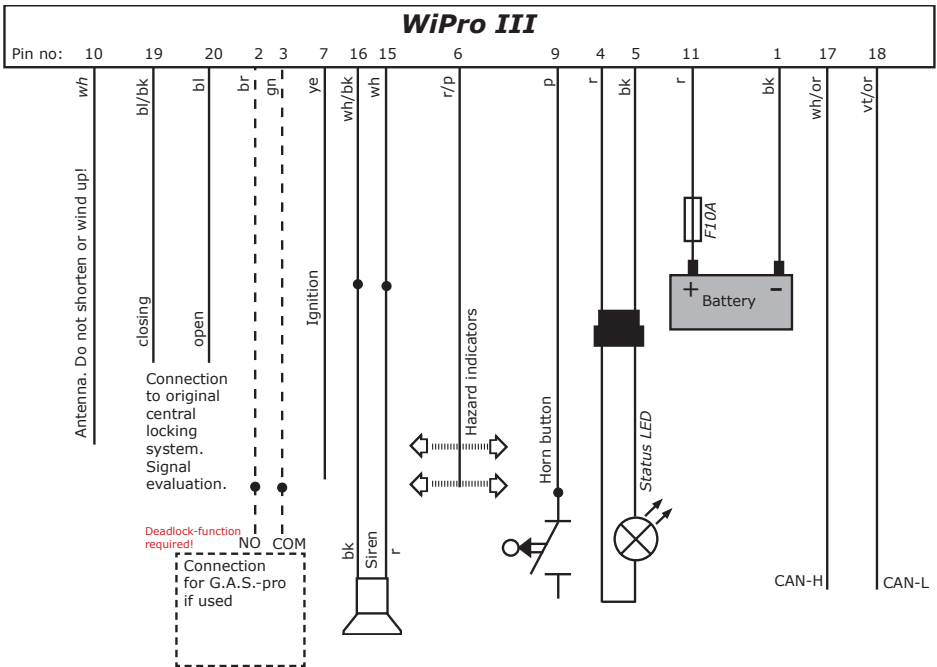 WiPro III
Pin no: 10 19 20 2 3 7 16 15 6 9 4 5 11 1 17 18
wh
bl/bk
bl
br
gn
ye
wh/bk
wh
r/p
p
r
bk
r
bk
wh/or
vt/or
Antenna. Do not shorten or wind up!
closing
open
Ignition
Hazard indicators
Horn button
Status LED
F10A
+ -
Battery
Connection
to original
central
locking
system.
Signal
evaluation.
Deadlock-function
required!
NO COM
Connection
for G.A.S.-pro
if used
bk
Siren
r
CAN-H
CAN-L